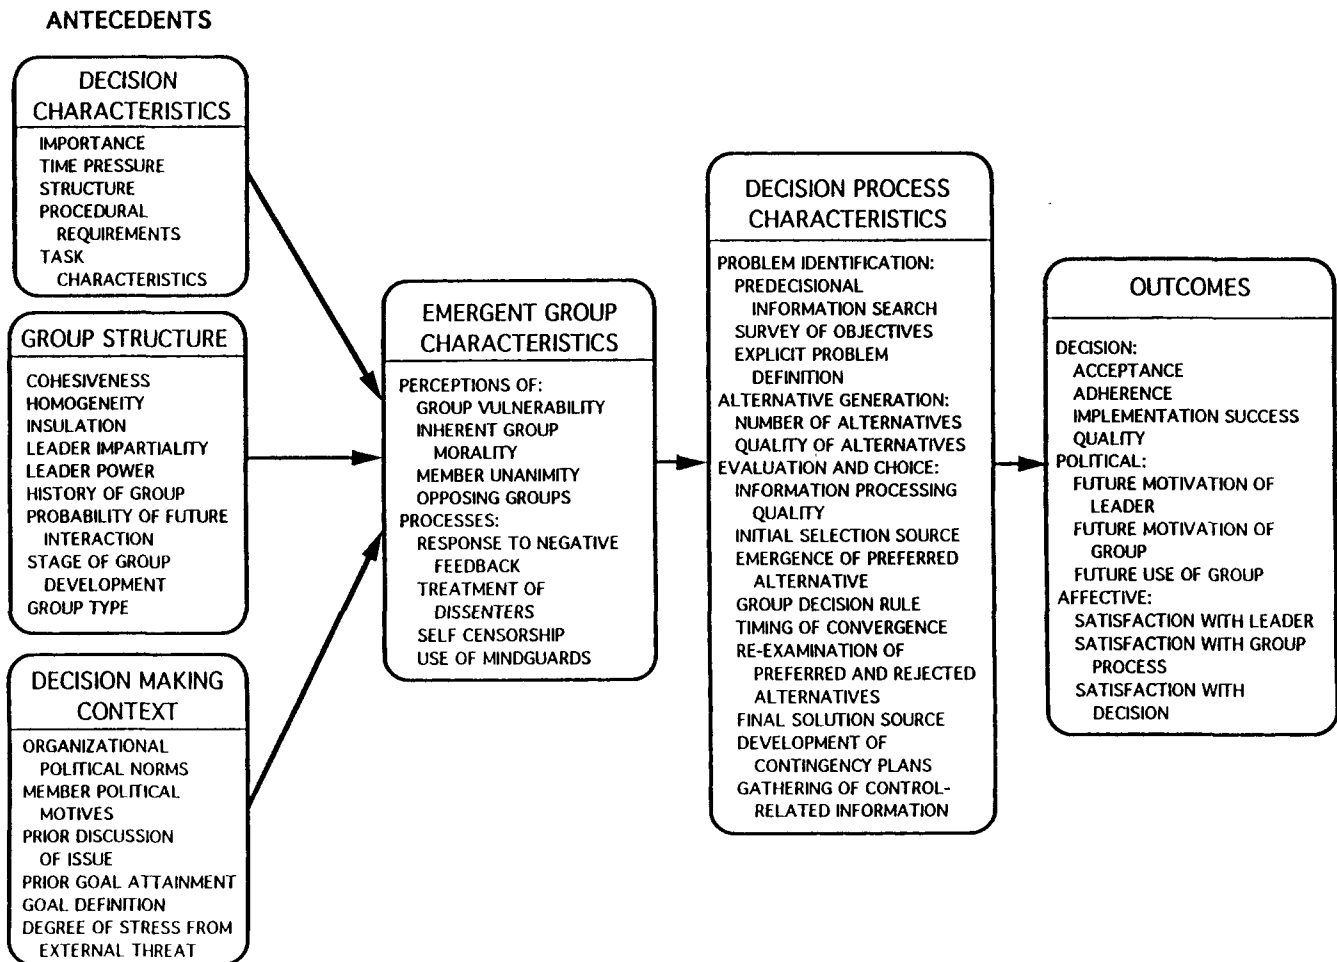 ANTECEDENTS
DECISION
CHARACTERISTICS
IMPORTANCE
TIME PRESSURE
STRUCTURE
PROCEDURAL
REQUIREMENTS
TASK
CHARACTERISTICS
GROUP STRUCTURE
COHESIVENESS
HOMOGENEITY
INSULATION
LEADER IMPARTIALITY
LEADER POWER
HISTORY OF GROUP
PROBABILITY OF FUTURE
INTERACTION
STAGE OF GROUP
DEVELOPMENT
GROUP TYPE
DECISION MAKING
CONTEXT
ORGANIZATIONAL
POLITICAL NORMS
MEMBER POLITICAL
MOTIVES
PRIOR DISCUSSION
OF ISSUE
PRIOR GOAL ATTAINMENT
GOAL DEFINITION
DEGREE OF STRESS FROM
EXTERNAL THREAT
EMERGENT GROUP
CHARACTERISTICS
PERCEPTIONS OF:
GROUP VULNERABILITY
INHERENT GROUP
MORALITY
MEMBER UNANIMITY
OPPOSING GROUPS
PROCESSES:
RESPONSE TO NEGATIVE
FEEDBACK
TREATMENT OF
DISSENTERS
SELF CENSORSHIP
USE OF MINDGUARDS
DECISION PROCESS
CHARACTERISTICS
PROBLEM IDENTIFICATION:
PREDECISIONAL
INFORMATION SEARCH
SURVEY OF OBJECTIVES
EXPLICIT PROBLEM
DEFINITION
ALTERNATIVE GENERATION:
NUMBER OF ALTERNATIVES
QUALITY OF ALTERNATIVES
EVALUATION AND CHOICE:
INFORMATION PROCESSING
QUALITY
INITIAL SELECTION SOURCE
EMERGENCE OF PREFERRED
ALTERNATIVE
GROUP DECISION RULE
TIMING OF CONVERGENCE
RE-EXAMINATION OF
PREFERRED AND REJECTED
ALTERNATIVES
FINAL SOLUTION SOURCE
DEVELOPMENT OF
CONTINGENCY PLANS
GATHERING OF CONTROL-
RELATED INFORMATION
OUTCOMES
DECISION:
ACCEPTANCE
ADHERENCE
IMPLEMENTATION SUCCESS
QUALITY
POLITICAL:
FUTURE MOTIVATION OF
LEADER
FUTURE MOTIVATION OF
GROUP
FUTURE USE OF GROUP
AFFECTIVE:
SATISFACTION WITH LEADER
SATISFACTION WITH GROUP
PROCESS
SATISFACTION WITH
DECISION